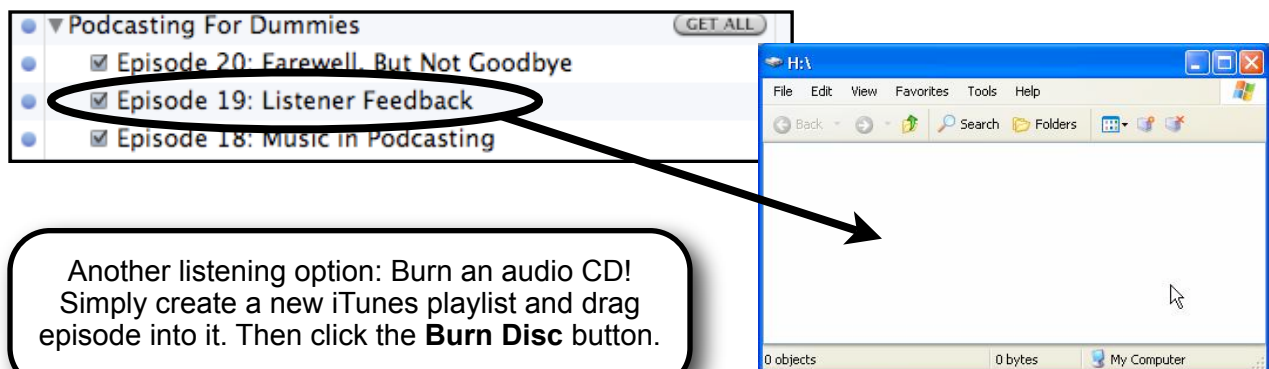 Podcasting For Dummies GET ALL
Episode 20: Farewell, But Not Goodbye
Episode 19: Listener Feedback
Episode 18: Music in Podcasting
H:\
File Edit View Favorites Tools Help
Back Search Folders
0 objects 0 bytes My Computer
Another listening option: Burn an audio CD!
Simply create a new iTunes playlist and drag
episode into it. Then click the Burn Disc button.